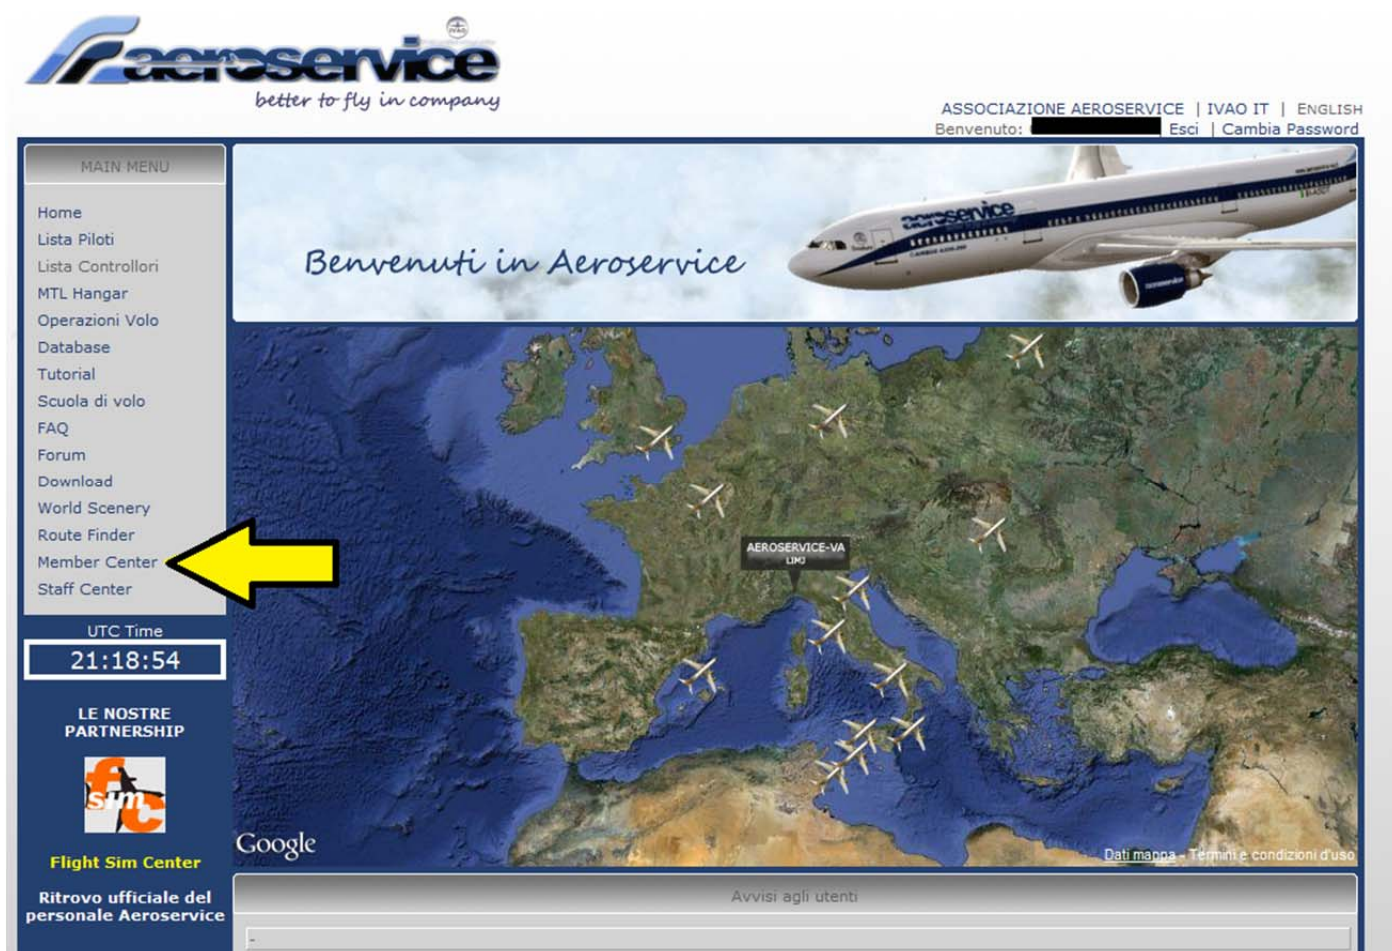 IVAO
aeroservice
better to fly in company
ASSOCIAZIONE AEROSERVICE | IVAO IT | ENGLISH
Benvenuto: Esci | Cambia Password
MAIN MENU
Home
Lista Piloti
Lista Controllori
MTL Hangar
Operazioni Volo
Database
Tutorial
Scuola di volo
FAQ
Forum
Download
World Scenery
Route Finder
Member Center
Staff Center
UTC Time
21:18:54
LE NOSTRE
PARTNERSHIP
fsimc
Flight Sim Center
Ritrovo ufficiale del
personale Aeroservice
Benvenuti in Aeroservice
aeroservice
AEROSERVICE-VA
LIMJ
Google
Dati mappa - Termini e condizioni d'uso
Avvisi agli utenti
-